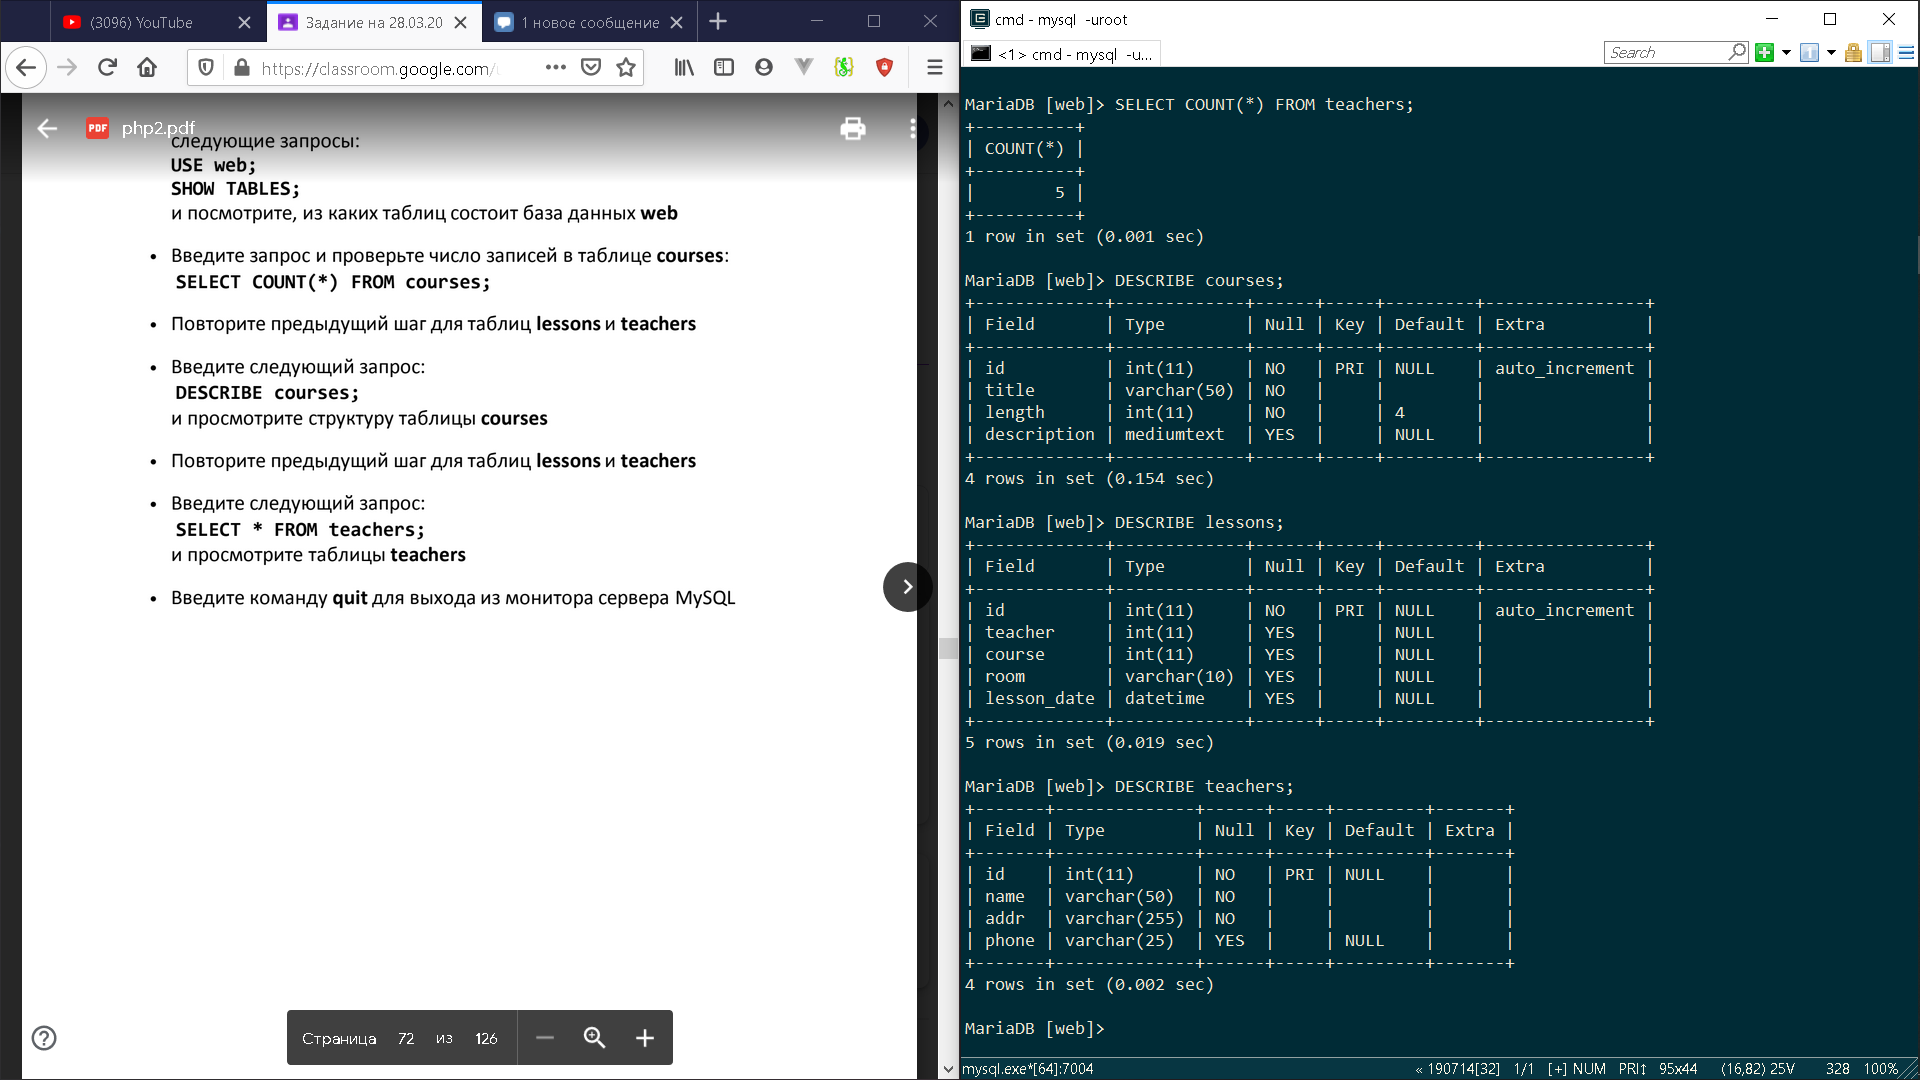 (3096) YouTube
Задание на 28.03.20
1 новое сообщение
https://classroom.google.com/
php2.pdf
следующие запросы:
USE web;
SHOW TABLES;
и посмотрите, из каких таблиц состоит база данных web
• Введите запрос и проверьте число записей в таблице courses:
SELECT COUNT(*) FROM courses;
• Повторите предыдущий шаг для таблиц lessons и teachers
• Введите следующий запрос:
DESCRIBE courses;
и просмотрите структуру таблицы courses
• Повторите предыдущий шаг для таблиц lessons и teachers
• Введите следующий запрос:
SELECT * FROM teachers;
и просмотрите таблицы teachers
• Введите команду quit для выхода из монитора сервера MySQL
Страница 72 из 126
cmd - mysql -uroot
<1> cmd - mysql -u...
Search
MariaDB [web]> SELECT COUNT(*) FROM teachers;
+----------+
| COUNT(*) |
+----------+
|        5 |
+----------+
1 row in set (0.001 sec)
MariaDB [web]> DESCRIBE courses;
+-------------+-------------+------+-----+---------+----------------+
| Field       | Type        | Null | Key | Default | Extra          |
+-------------+-------------+------+-----+---------+----------------+
| id          | int(11)     | NO   | PRI | NULL    | auto_increment |
| title       | varchar(50) | NO   |     |         |                |
| length      | int(11)     | NO   |     | 4       |                |
| description | mediumtext  | YES  |     | NULL    |                |
+-------------+-------------+------+-----+---------+----------------+
4 rows in set (0.154 sec)
MariaDB [web]> DESCRIBE lessons;
+-------------+-------------+------+-----+---------+----------------+
| Field       | Type        | Null | Key | Default | Extra          |
+-------------+-------------+------+-----+---------+----------------+
| id          | int(11)     | NO   | PRI | NULL    | auto_increment |
| teacher     | int(11)     | YES  |     | NULL    |                |
| course      | int(11)     | YES  |     | NULL    |                |
| room        | varchar(10) | YES  |     | NULL    |                |
| lesson_date | datetime    | YES  |     | NULL    |                |
+-------------+-------------+------+-----+---------+----------------+
5 rows in set (0.019 sec)
MariaDB [web]> DESCRIBE teachers;
+-------+--------------+------+-----+---------+-------+
| Field | Type         | Null | Key | Default | Extra |
+-------+--------------+------+-----+---------+-------+
| id    | int(11)      | NO   | PRI | NULL    |       |
| name  | varchar(50)  | NO   |     |         |       |
| addr  | varchar(255) | NO   |     |         |       |
| phone | varchar(25)  | YES  |     | NULL    |       |
+-------+--------------+------+-----+---------+-------+
4 rows in set (0.002 sec)
MariaDB [web]>
mysql.exe*[64]:7004 « 190714[32] 1/1 [+] NUM PRI↕ 95x44 (16,82) 25V 328 100%